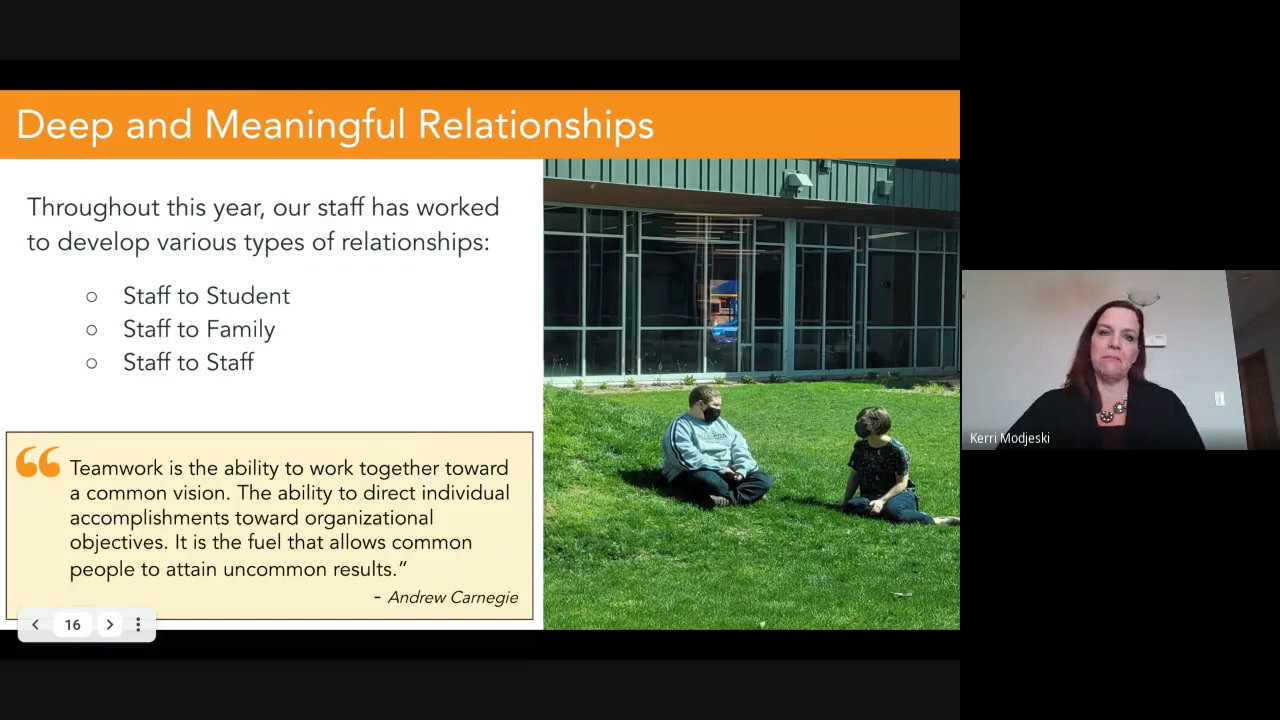 Deep and Meaningful Relationships
Throughout this year, our staff has worked
to develop various types of relationships:
○ Staff to Student
○ Staff to Family
○ Staff to Staff
“ Teamwork is the ability to work together toward
a common vision. The ability to direct individual
accomplishments toward organizational
objectives. It is the fuel that allows common
people to attain uncommon results.”
- Andrew Carnegie
16
Kerri Modjeski